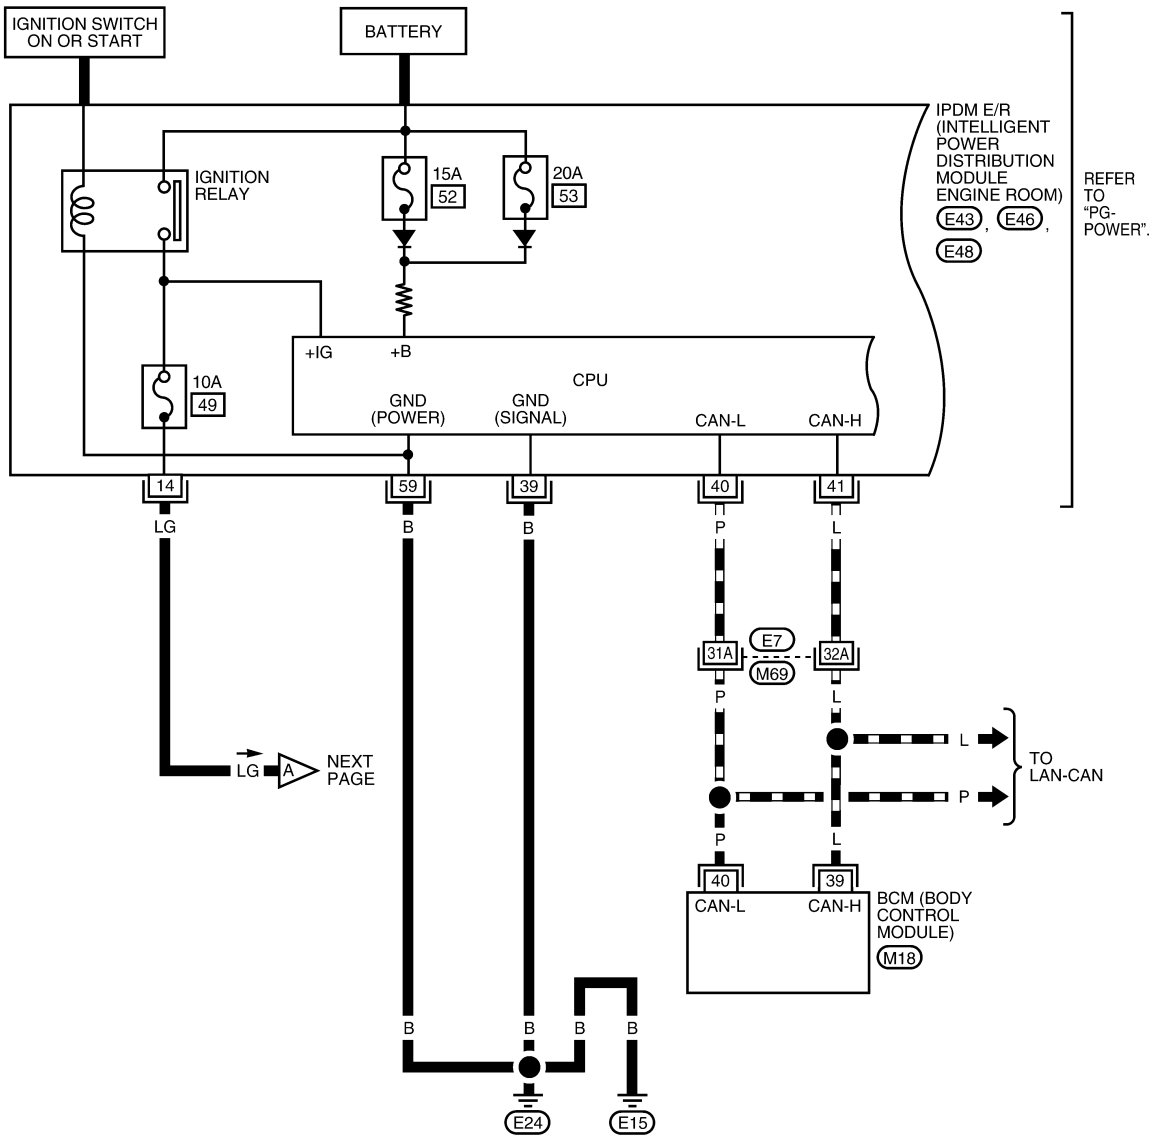 IGNITION SWITCH
ON OR START
BATTERY
IPDM E/R
(INTELLIGENT
POWER
DISTRIBUTION
MODULE
ENGINE ROOM)
E43 , E46 ,
E48
REFER
TO
“PG-
POWER”.
IGNITION
RELAY
15A
52
20A
53
+IG
+B
CPU
10A
49
GND
(POWER)
GND
(SIGNAL)
CAN-L
CAN-H
14
59
39
40
41
LG
B
B
P
L
31A
E7
M69
32A
P
L
LG
A
NEXT
PAGE
L
P
TO
LAN-CAN
P
L
40
39
CAN-L
CAN-H
BCM (BODY
CONTROL
MODULE)
M18
B
B
B
B
E24
E15